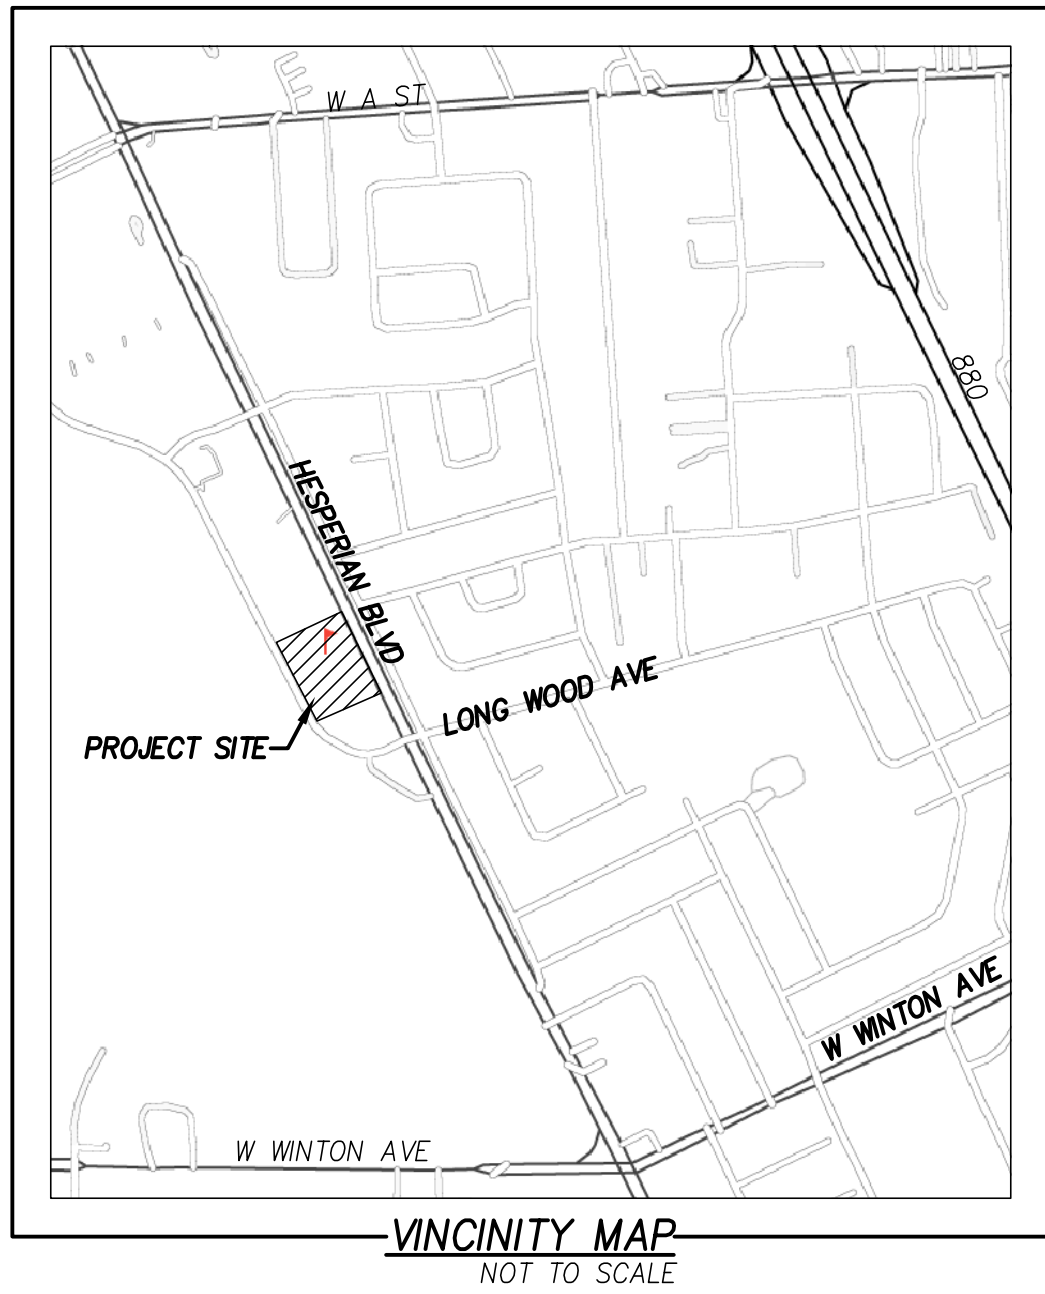 W A ST
880
HESPERIAN BLVD
LONG WOOD AVE
PROJECT SITE
W WINTON AVE
W WINTON AVE
VINCINITY MAP
NOT TO SCALE